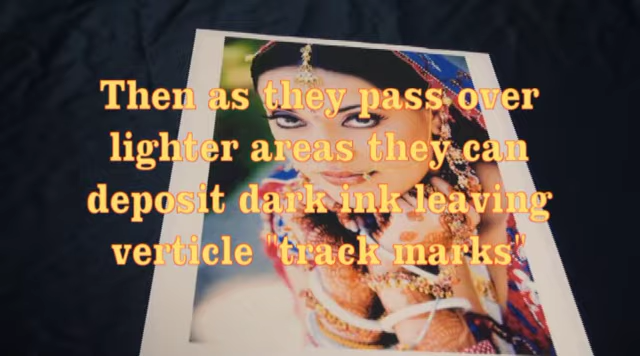 Then as they pass over
lighter areas they can
deposit dark ink leaving
verticle "track marks"